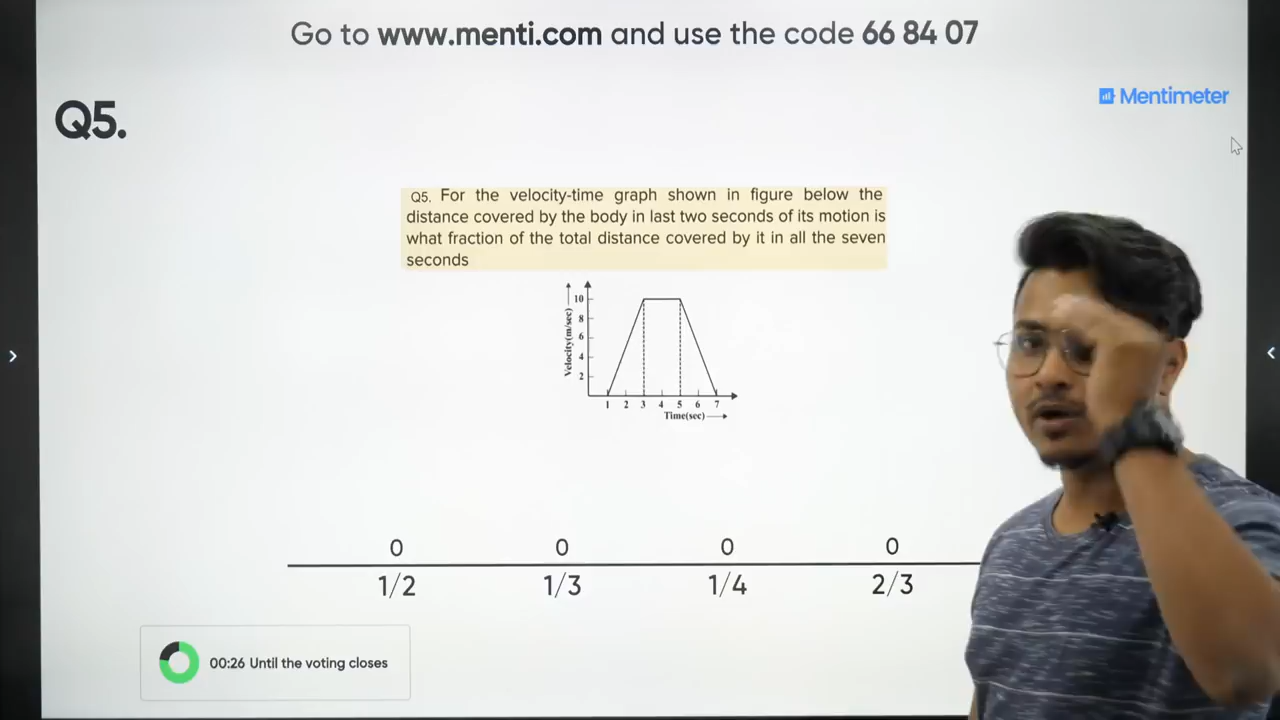 Go to www.menti.com and use the code 66 84 07
Mentimeter
Q5.
Q5. For the velocity-time graph shown in figure below the
distance covered by the body in last two seconds of its motion is
what fraction of the total distance covered by it in all the seven
seconds
Velocity(m/sec)
10
8
6
4
2
1 2 3 4 5 6 7
Time(sec)
0 0 0 0
1/2 1/3 1/4 2/3
00:26 Until the voting closes